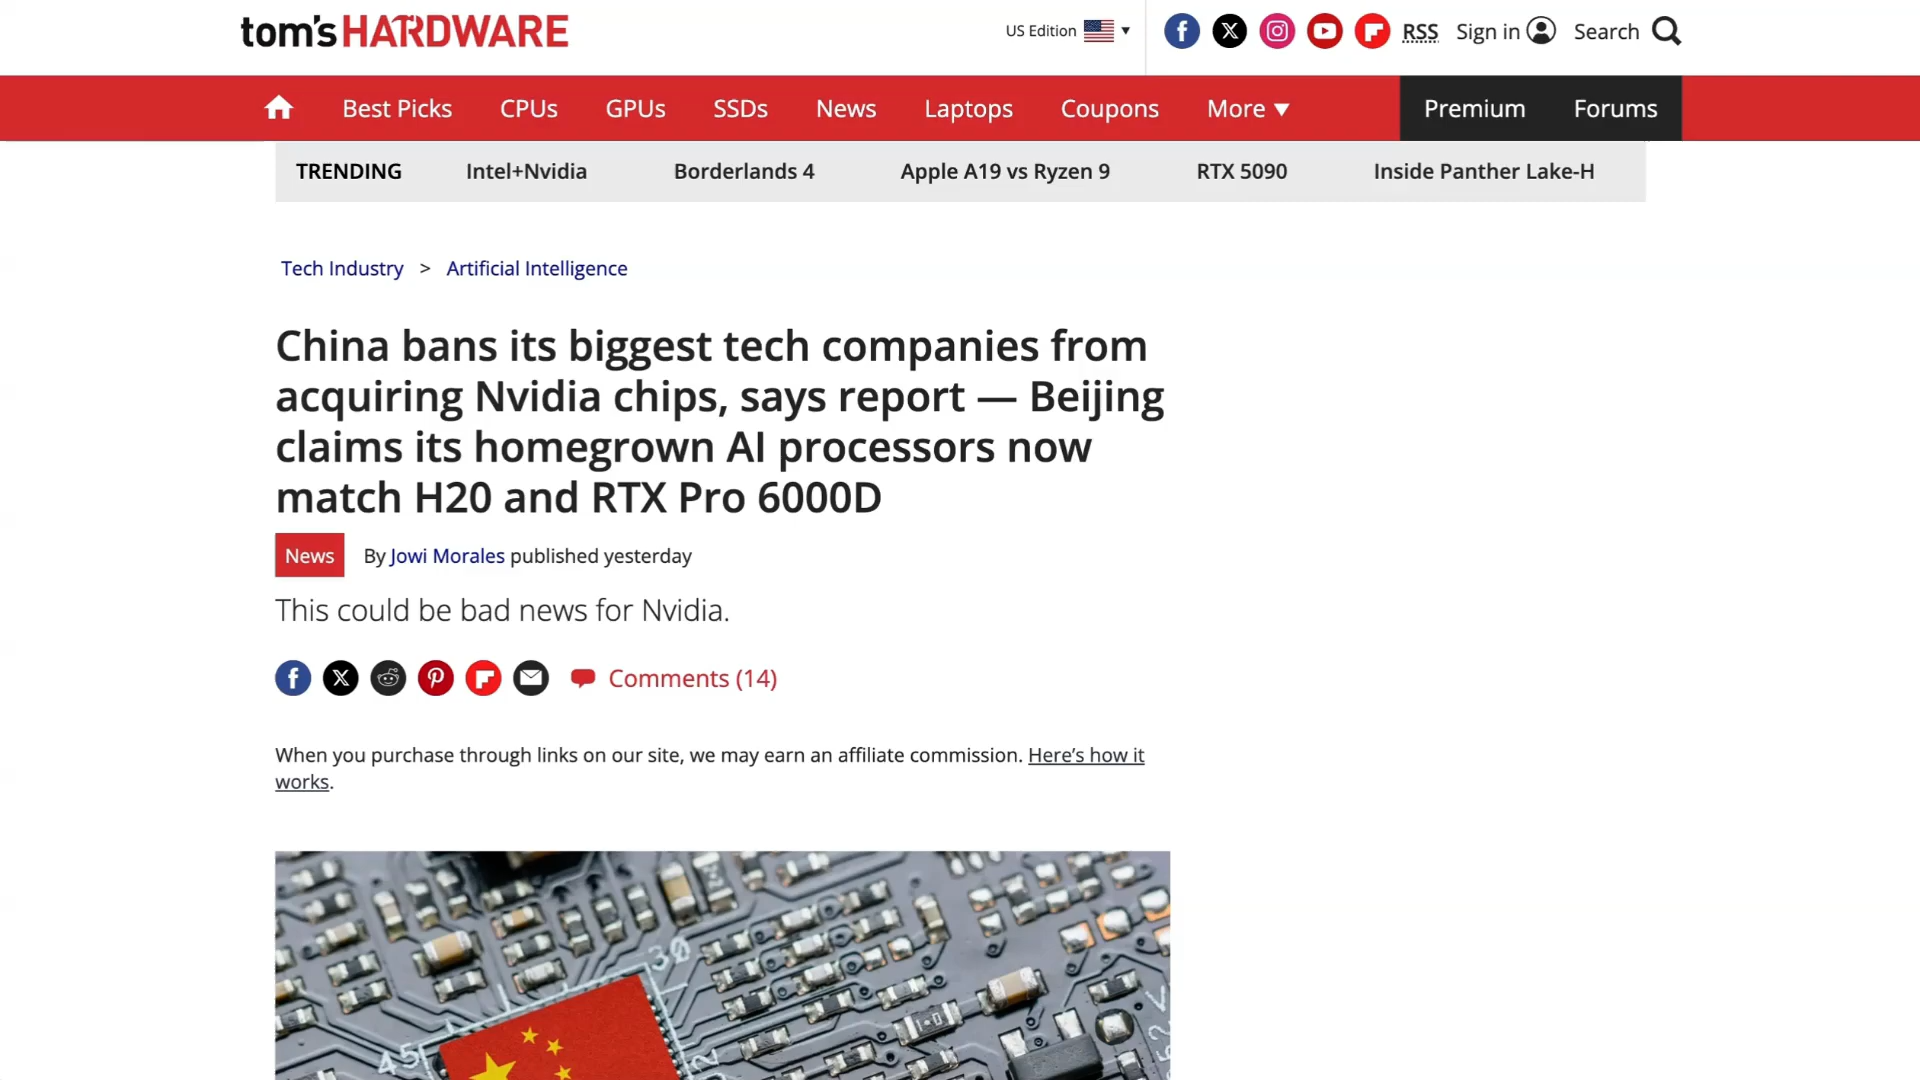 tom's HARDWARE
US Edition
RSS
Sign in
Search
Best Picks
CPUs
GPUs
SSDs
News
Laptops
Coupons
More
Premium
Forums
TRENDING
Intel+Nvidia
Borderlands 4
Apple A19 vs Ryzen 9
RTX 5090
Inside Panther Lake-H
Tech Industry > Artificial Intelligence
China bans its biggest tech companies from
acquiring Nvidia chips, says report — Beijing
claims its homegrown AI processors now
match H20 and RTX Pro 6000D
News
By Jowi Morales published yesterday
This could be bad news for Nvidia.
Comments (14)
When you purchase through links on our site, we may earn an affiliate commission. Here’s how it
works.
30
45